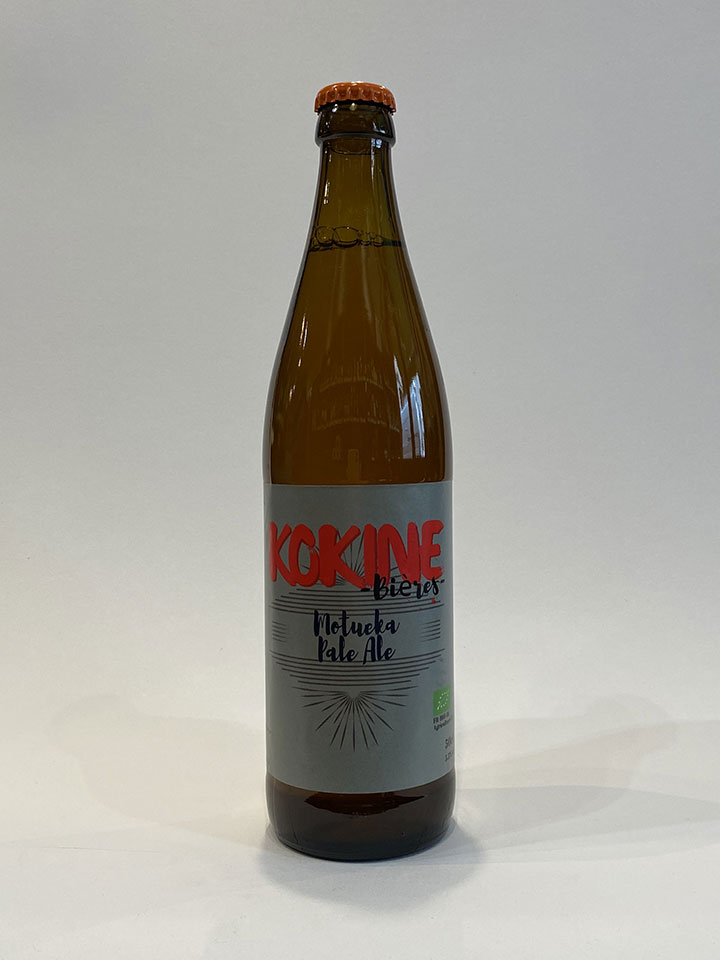 KOKINE
-Bières-
Motueka
Pale Ale